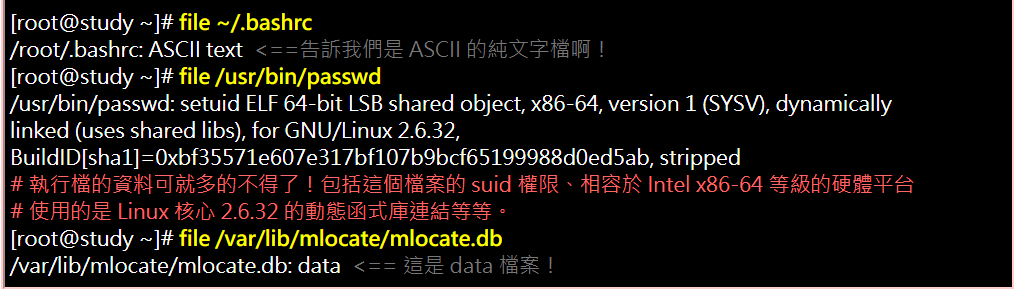 [root@study ~]# file ~/.bashrc
/root/.bashrc: ASCII text  <==告訴我們是 ASCII 的純文字檔啊！
[root@study ~]# file /usr/bin/passwd
/usr/bin/passwd: setuid ELF 64-bit LSB shared object, x86-64, version 1 (SYSV), dynamically
linked (uses shared libs), for GNU/Linux 2.6.32,
BuildID[sha1]=0xbf35571e607e317bf107b9bcf65199988d0ed5ab, stripped
# 執行檔的資料可就多的不得了！包括這個檔案的 suid 權限、相容於 Intel x86-64 等級的硬體平台
# 使用的是 Linux 核心 2.6.32 的動態函式庫連結等等。
[root@study ~]# file /var/lib/mlocate/mlocate.db
/var/lib/mlocate/mlocate.db: data  <== 這是 data 檔案！